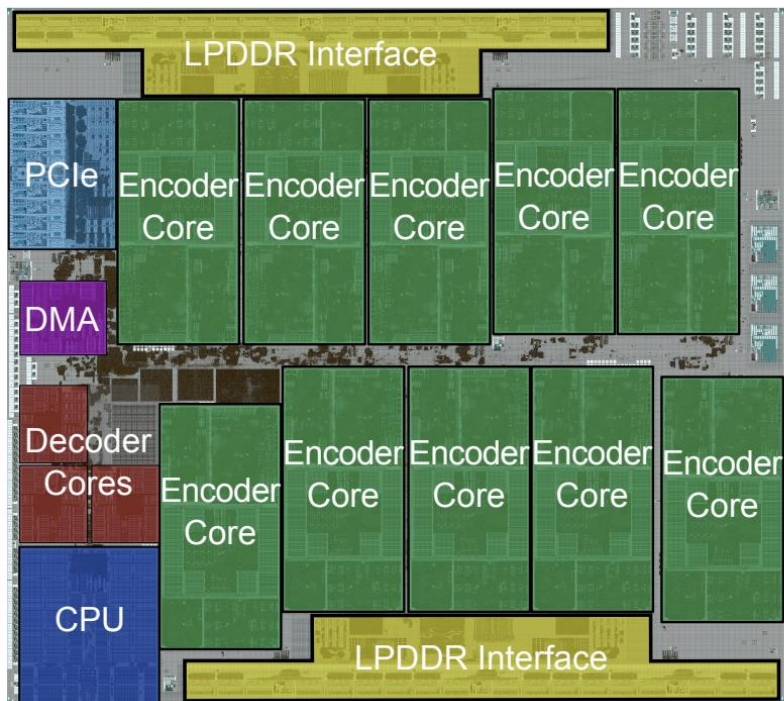 LPDDR Interface
PCIe
Encoder
Core
Encoder
Core
Encoder
Core
Encoder
Core
Encoder
Core
DMA
Decoder
Cores
Encoder
Core
Encoder
Core
Encoder
Core
Encoder
Core
Encoder
Core
CPU
LPDDR Interface